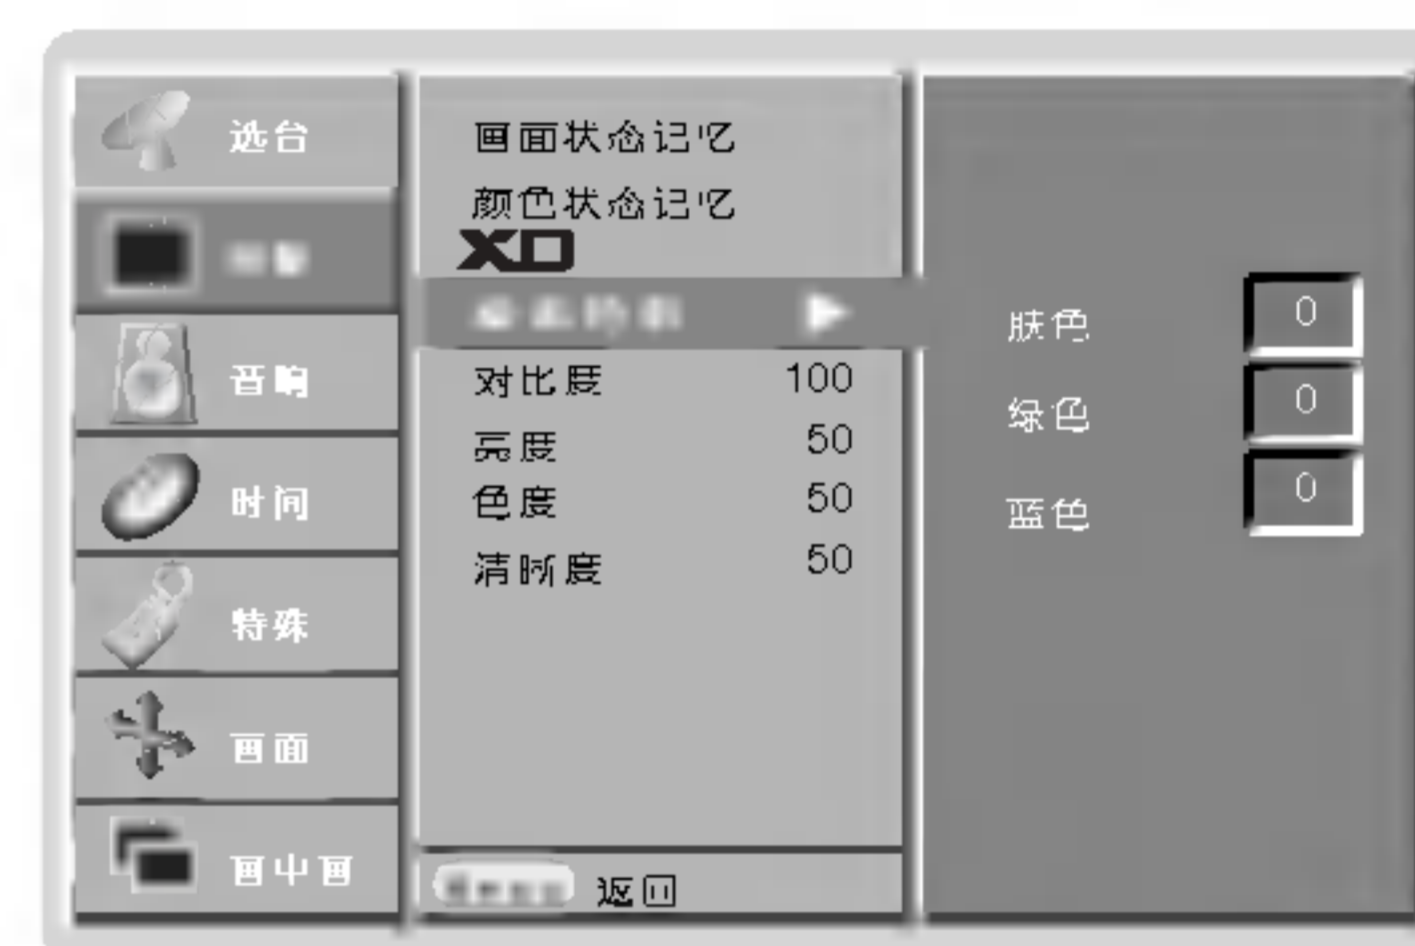 选台
音响
时间
特殊
画面
画中画
画面状态记忆
颜色状态记忆
XD
对比度 100
亮度 50
色度 50
清晰度 50
返回
肤色 0
绿色 0
蓝色 0